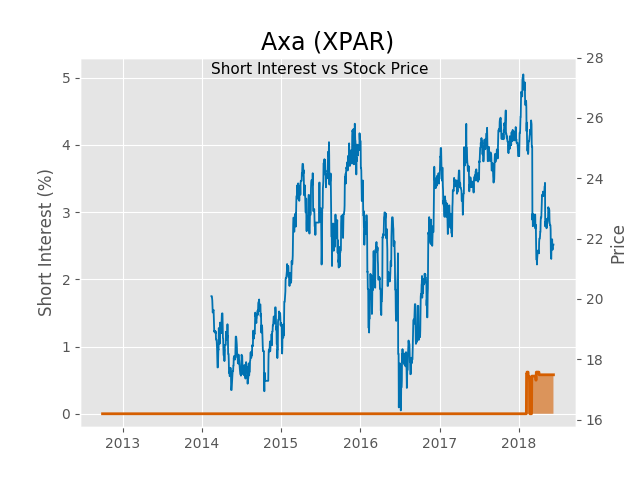 Axa (XPAR)
Short Interest vs Stock Price
Short Interest (%)
5
4
3
2
1
0
28
26
24
22
20
18
16
Price
2013 2014 2015 2016 2017 2018